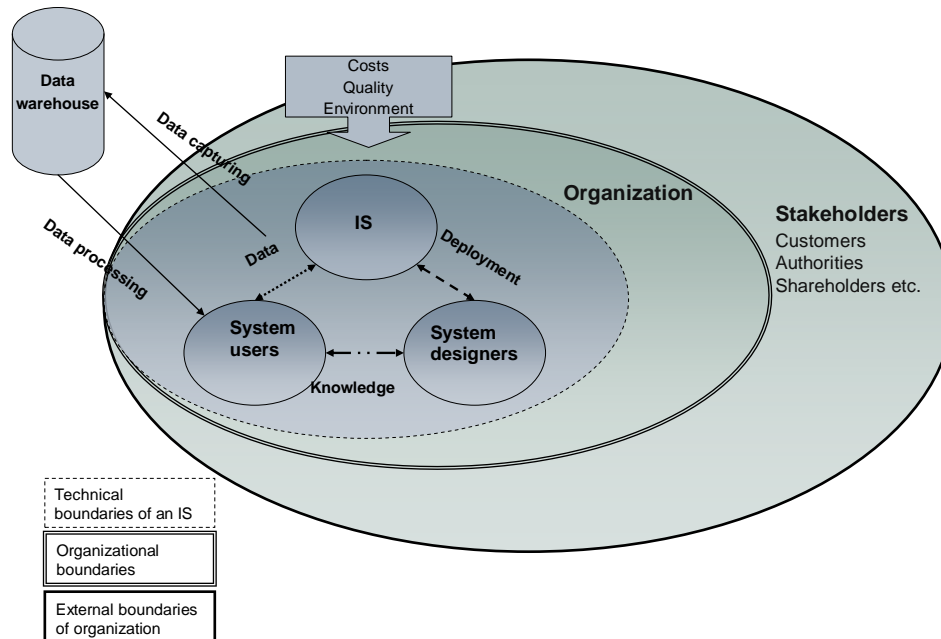 Data
warehouse
Costs
Quality
Environment
Data capturing
Data processing
Organization
Stakeholders
Customers
Authorities
Shareholders etc.
IS
Data
Deployment
System
users
System
designers
Knowledge
Technical
boundaries of an IS
Organizational
boundaries
External boundaries
of organization